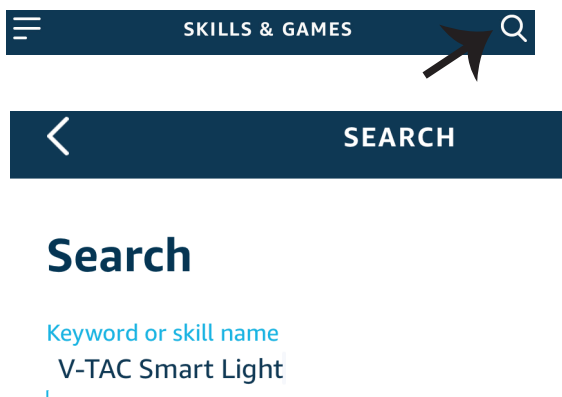 SKILLS & GAMES
SEARCH
Search
Keyword or skill name
V-TAC Smart Light